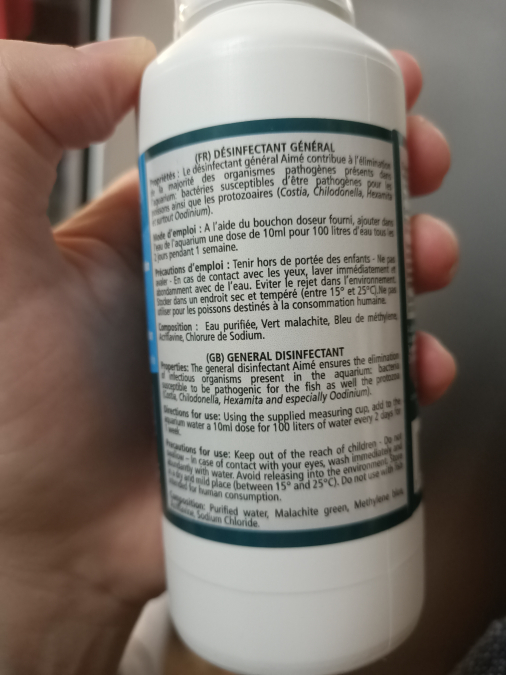 (FR) DÉSINFECTANT GÉNÉRAL
Propriétés : Le désinfectant général Aimé contribue à l'élimination
la majorité des organismes pathogènes présents dans
l'aquarium: bactéries susceptibles d'être pathogènes pour les
poissons ainsi que les protozoaires (Costia, Chilodonella, Hexamita
et surtout Oodinium).
Mode d'emploi : A l'aide du bouchon doseur fourni, ajouter dans
l'eau de l'aquarium une dose de 10ml pour 100 litres d'eau tous les
2 jours pendant 1 semaine.
Précautions d'emploi : Tenir hors de portée des enfants - Ne pas
avaler - En cas de contact avec les yeux, laver immédiatement et
abondamment avec de l'eau. Eviter le rejet dans l'environnement.
Stocker dans un endroit sec et tempéré (entre 15° et 25°C). Ne pas
utiliser pour les poissons destinés à la consommation humaine.
Composition : Eau purifiée, Vert malachite, Bleu de méthylène,
Acriflavine, Chlorure de Sodium.
(GB) GENERAL DISINFECTANT
Properties: The general disinfectant Aimé ensures the elimination
of infectious organisms present in the aquarium: bacteria
susceptible to be pathogenic for the fish as well the protozoa
(Costia, Chilodonella, Hexamita and especially Oodinium).
Directions for use: Using the supplied measuring cup, add to the
aquarium water a 10ml dose for 100 liters of water every 2 days for
week.
Precautions for use: Keep out of the reach of children - Do not
swallow - In case of contact with your eyes, wash immediately and
abundantly with water. Avoid releasing into the environment. Store
in a dry and mild place (between 15° and 25°C). Do not use with fish
intended for human consumption.
Composition: Purified water, Malachite green, Methylene blue,
Sodium Chloride.